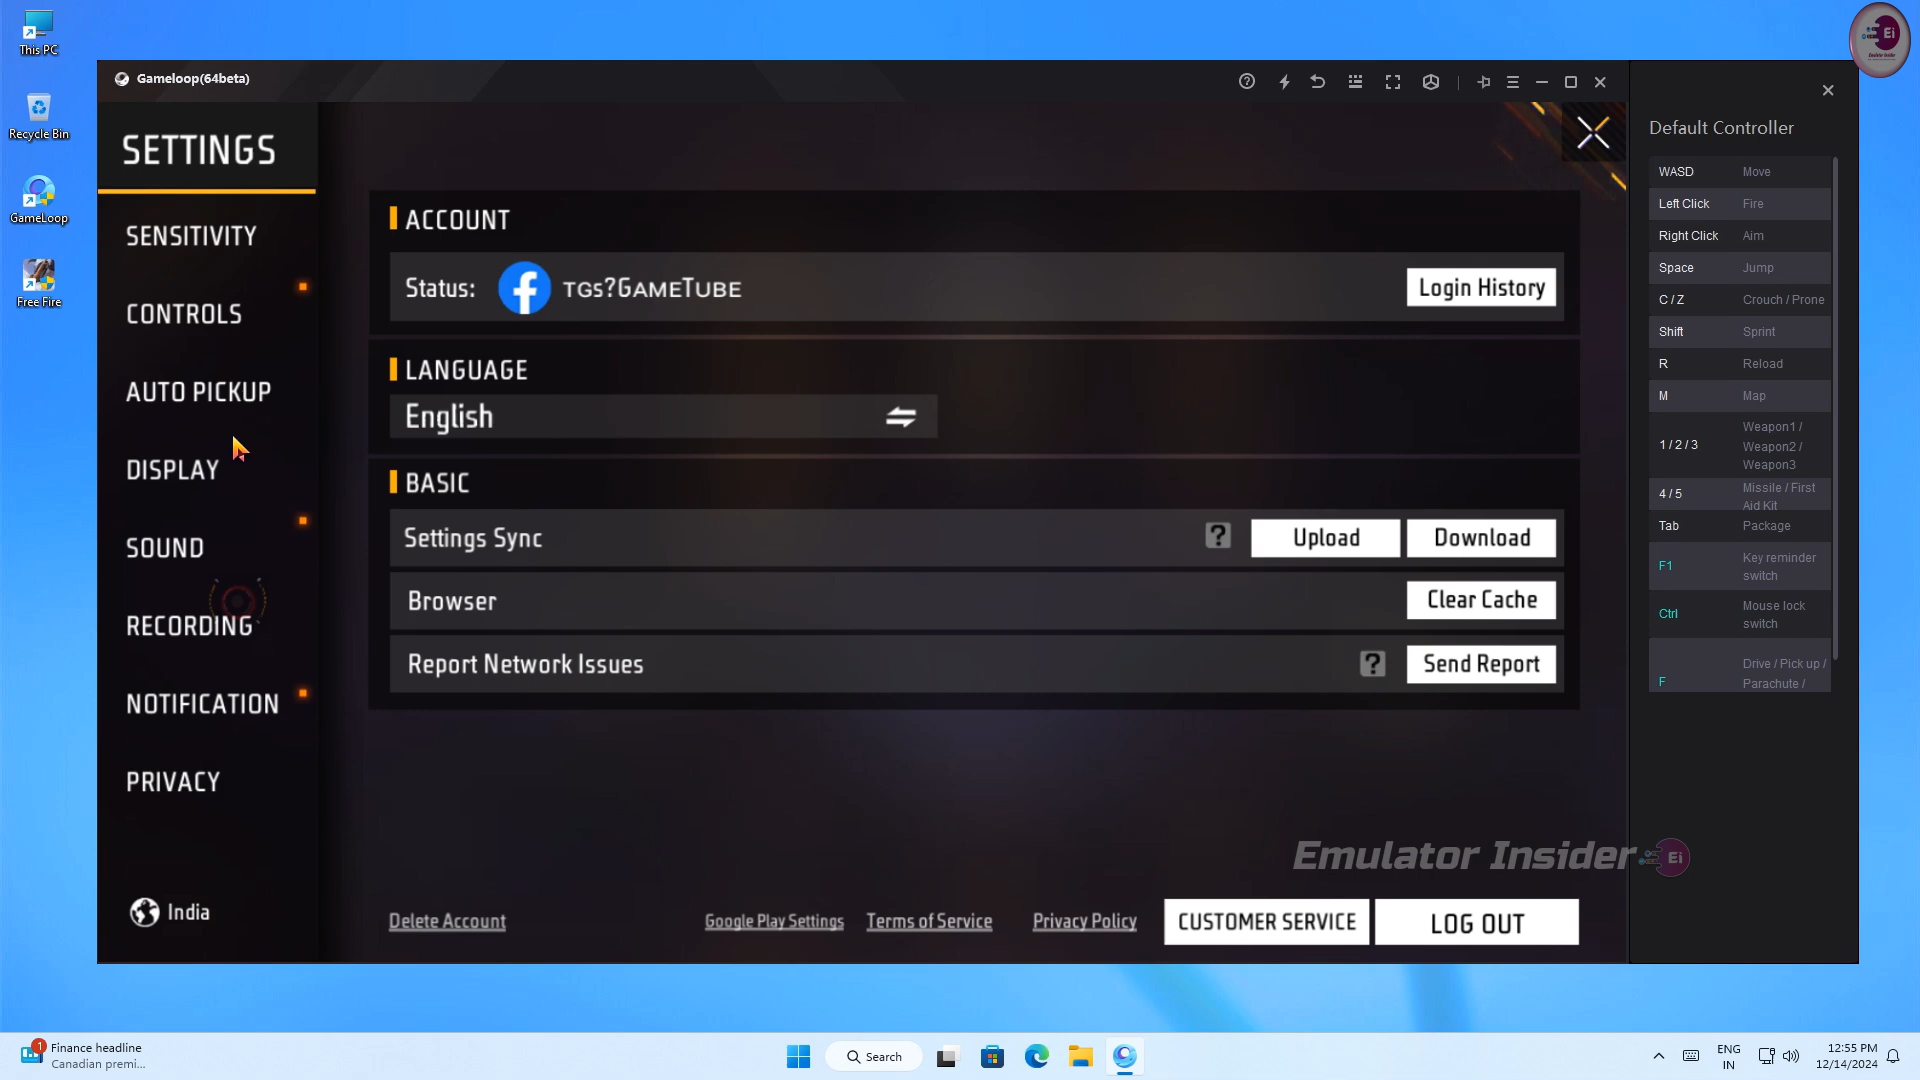 This PC
Recycle Bin
GameLoop
Free Fire
Gameloop(64beta)
SETTINGS
SENSITIVITY
CONTROLS
AUTO PICKUP
DISPLAY
SOUND
RECORDING
NOTIFICATION
PRIVACY
India
ACCOUNT
Status: TGS?GAMETUBE Login History
LANGUAGE
English
BASIC
Settings Sync ? Upload Download
Browser Clear Cache
Report Network Issues ? Send Report
Delete Account Google Play Settings Terms of Service Privacy Policy CUSTOMER SERVICE LOG OUT
Emulator Insider Ei
Ei
Default Controller
WASD Move
Left Click Fire
Right Click Aim
Space Jump
C / Z Crouch / Prone
Shift Sprint
R Reload
M Map
1 / 2 / 3 Weapon1 /
Weapon2 /
Weapon3
4 / 5 Missile / First
Aid Kit
Tab Package
F1 Key reminder
switch
Ctrl Mouse lock
switch
F Drive / Pick up /
Parachute /
1
Finance headline
Canadian premi...
Search
ENG
IN
12:55 PM
12/14/2024